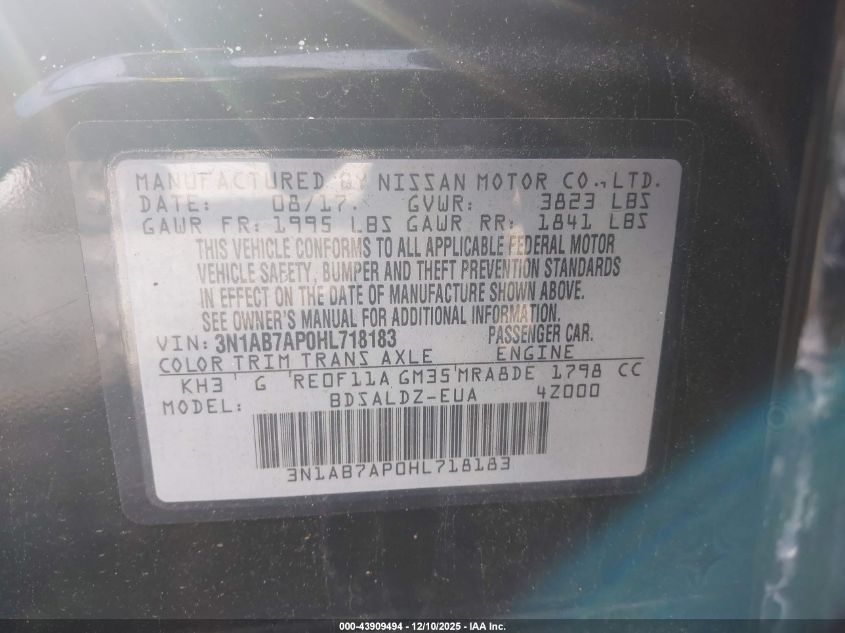 MANUFACTURED BY NISSAN MOTOR CO., LTD.
DATE: 08/17. GVWR: 3823 LBS
GAWR FR: 1995 LBS GAWR RR: 1841 LBS
THIS VEHICLE CONFORMS TO ALL APPLICABLE FEDERAL MOTOR
VEHICLE SAFETY, BUMPER AND THEFT PREVENTION STANDARDS
IN EFFECT ON THE DATE OF MANUFACTURE SHOWN ABOVE.
SEE OWNER'S MANUAL FOR ADDITIONAL INFORMATION.
VIN: 3N1AB7AP0HL718183 PASSENGER CAR.
COLOR TRIM TRANS AXLE ENGINE
KH3 G RE0F11A GM35 MRA8DE 1798 CC
MODEL: BDSALDZ-EUA 4Z000
3N1AB7AP0HL718183
000-43909494 - 12/10/2025 - IAA Inc.